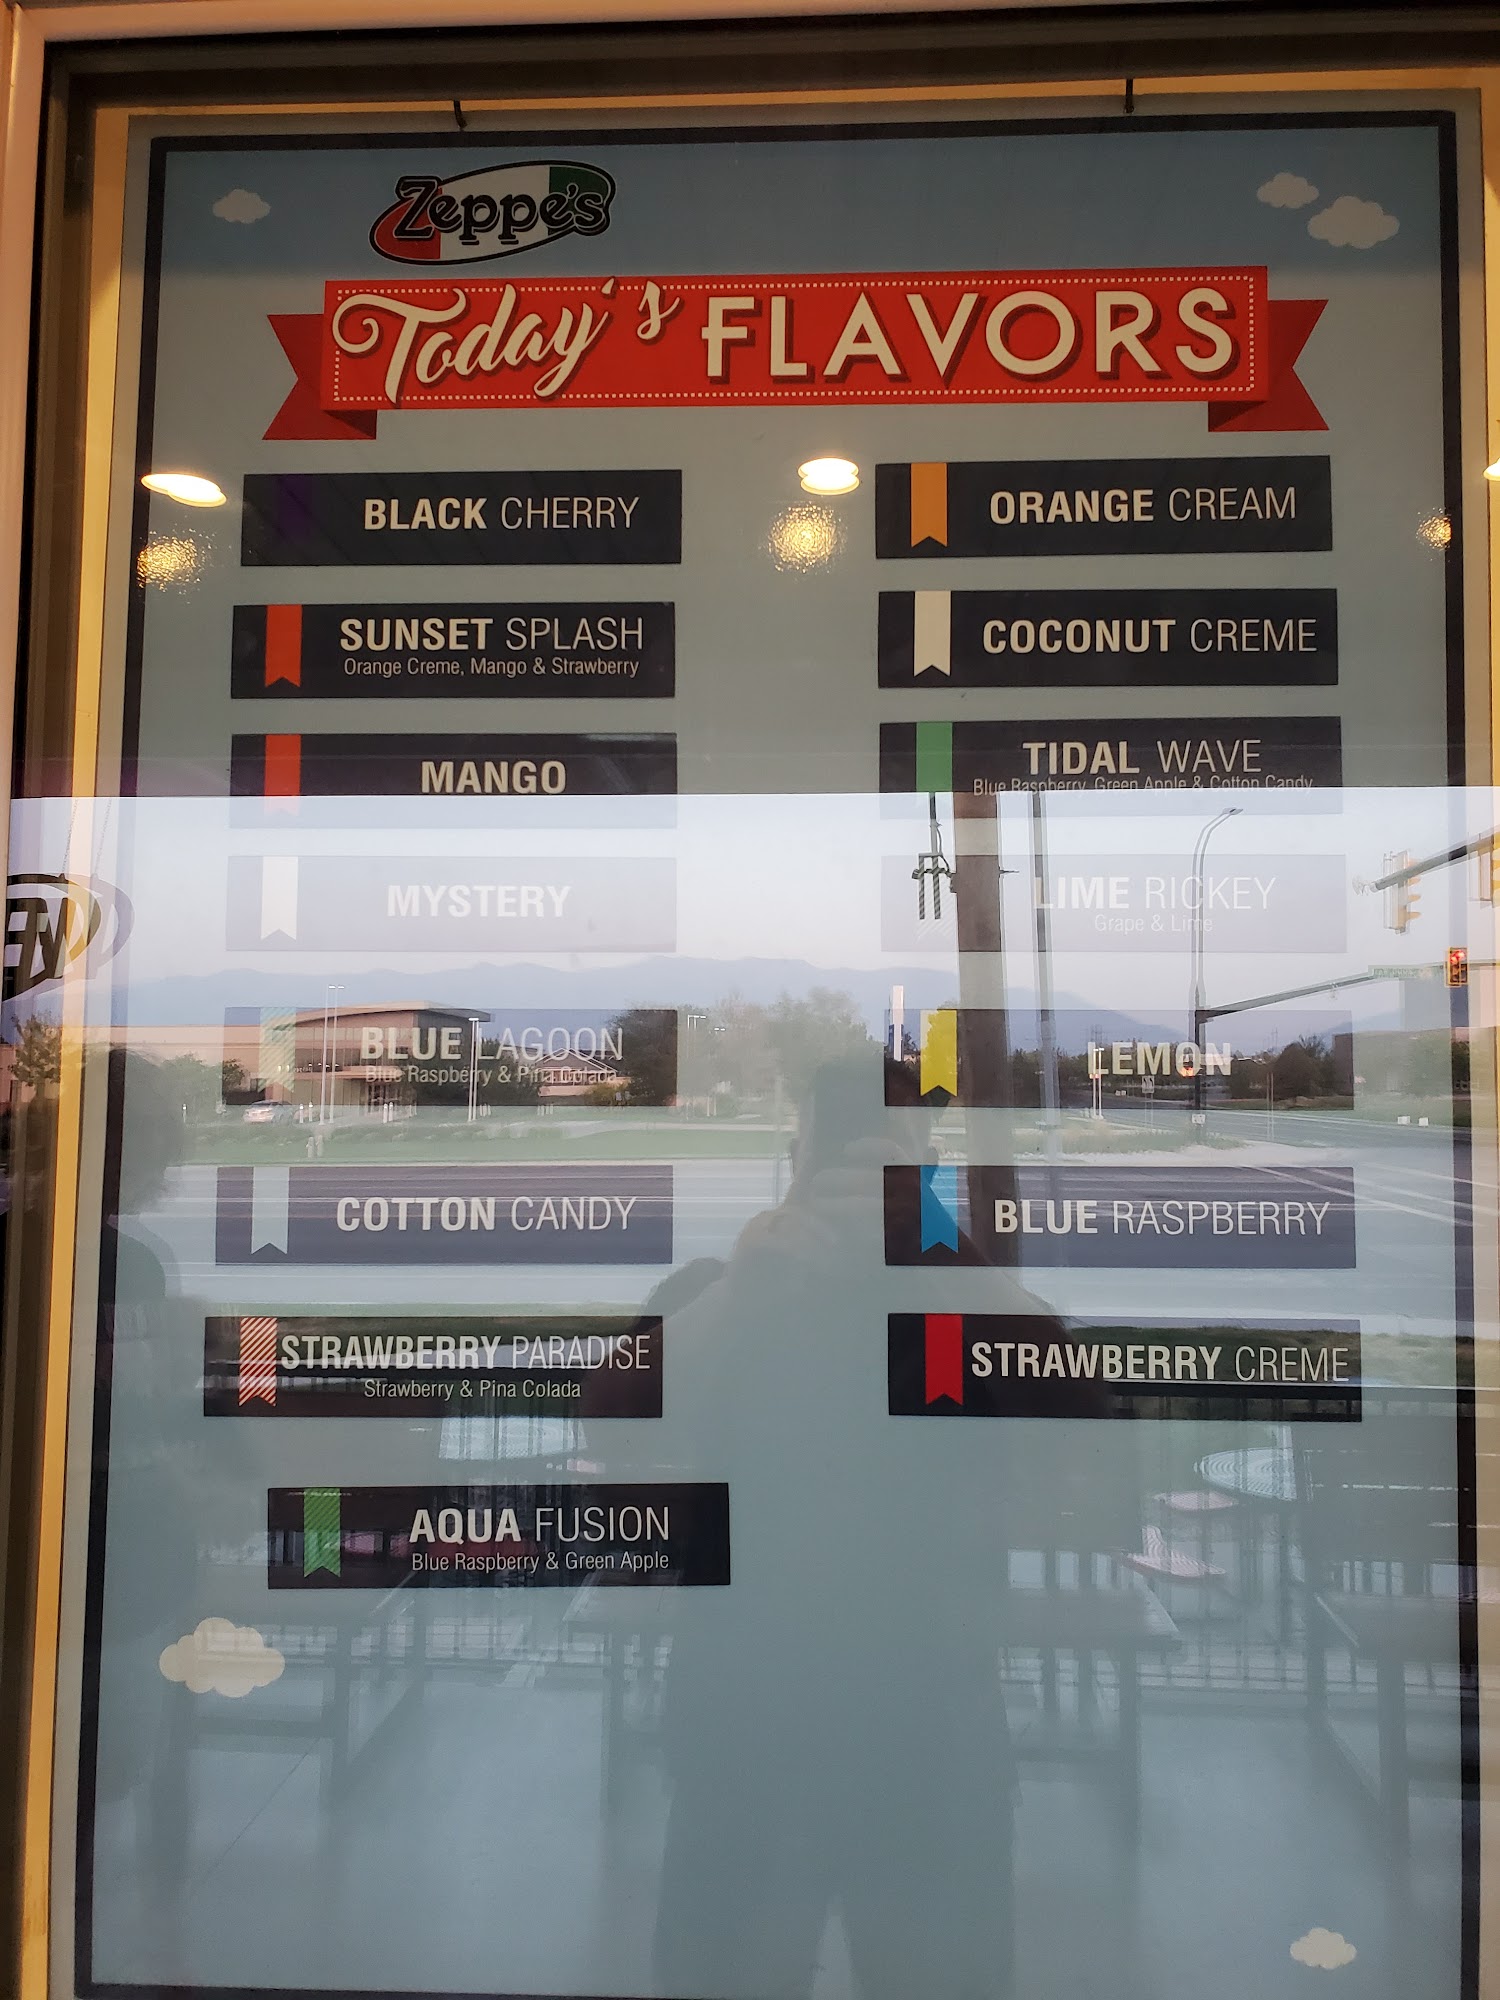 Zeppe's
Today's FLAVORS
BLACK CHERRY
SUNSET SPLASH
Orange Creme, Mango & Strawberry
MANGO
MYSTERY
BLUE LAGOON
Blue Raspberry & Pina Colada
COTTON CANDY
STRAWBERRY PARADISE
Strawberry & Pina Colada
AQUA FUSION
Blue Raspberry & Green Apple
ORANGE CREAM
COCONUT CREME
TIDAL WAVE
Blue Raspberry, Green Apple & Cotton Candy
LIME RICKEY
Grape & Lime
LEMON
BLUE RASPBERRY
STRAWBERRY CREME